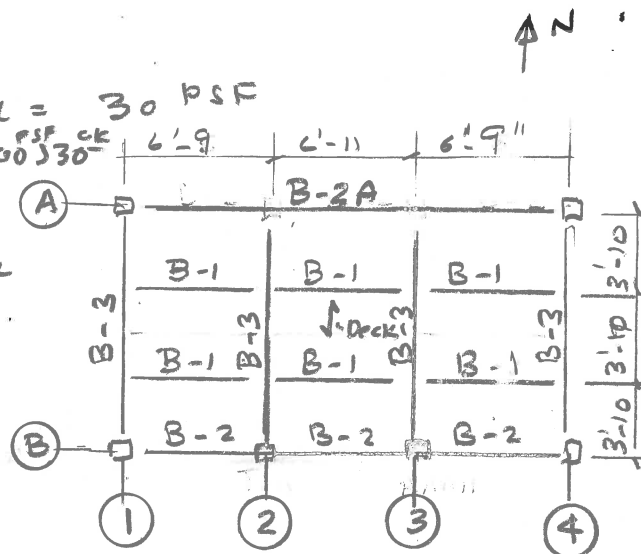 N
= 30 PSF
PSF
6'-9 6'-11 6'-9"
A B-2A
B-1 B-1 B-1
3'-10
B-3 B-3 Deck B-3 B-3
3'-10
B-1 B-1 B-1
3'-10
B B-2 B-2 B-2
1 2 3 4